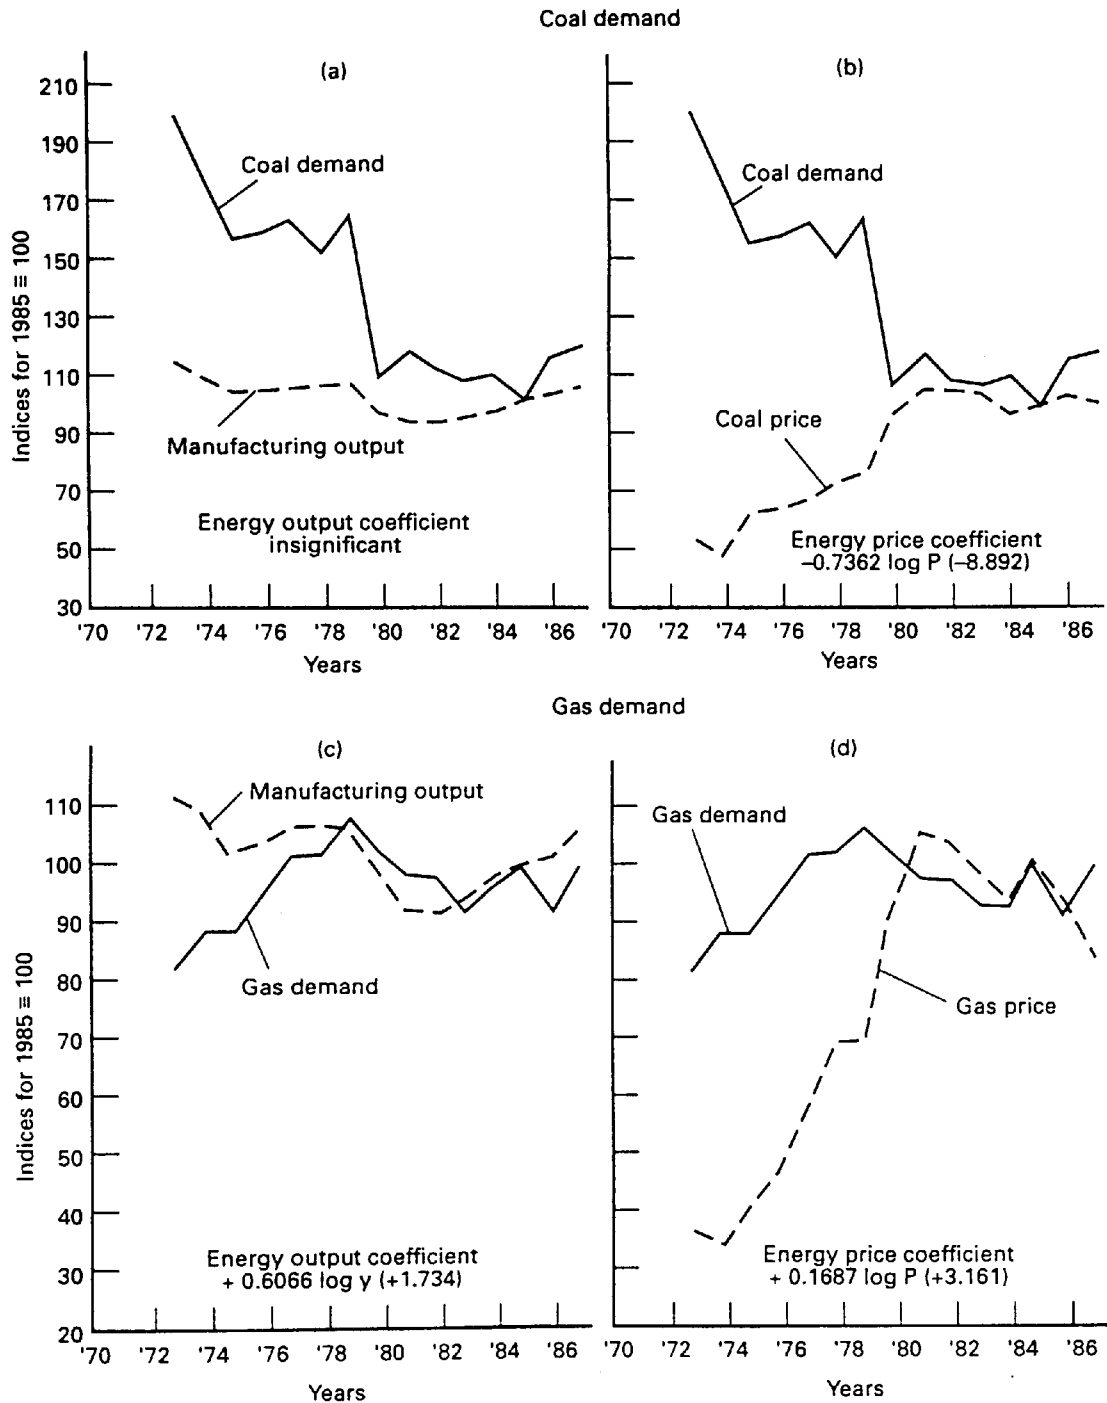 Coal demand
(a)
210
190
170
150
130
110
90
70
50
30
Indices for 1985 ≡ 100
Coal demand
Manufacturing output
Energy output coefficient
insignificant
'70 '72 '74 '76 '78 '80 '82 '84 '86
Years
(b)
Coal demand
Coal price
Energy price coefficient
–0.7362 log P (–8.892)
'70 '72 '74 '76 '78 '80 '82 '84 '86
Years
Gas demand
(c)
110
100
90
80
70
60
50
40
30
20
Indices for 1985 ≡ 100
Manufacturing output
Gas demand
Energy output coefficient
+ 0.6066 log y (+1.734)
'70 '72 '74 '76 '78 '80 '82 '84 '86
Years
(d)
Gas demand
Gas price
Energy price coefficient
+ 0.1687 log P (+3.161)
'70 '72 '74 '76 '78 '80 '82 '84 '86
Years